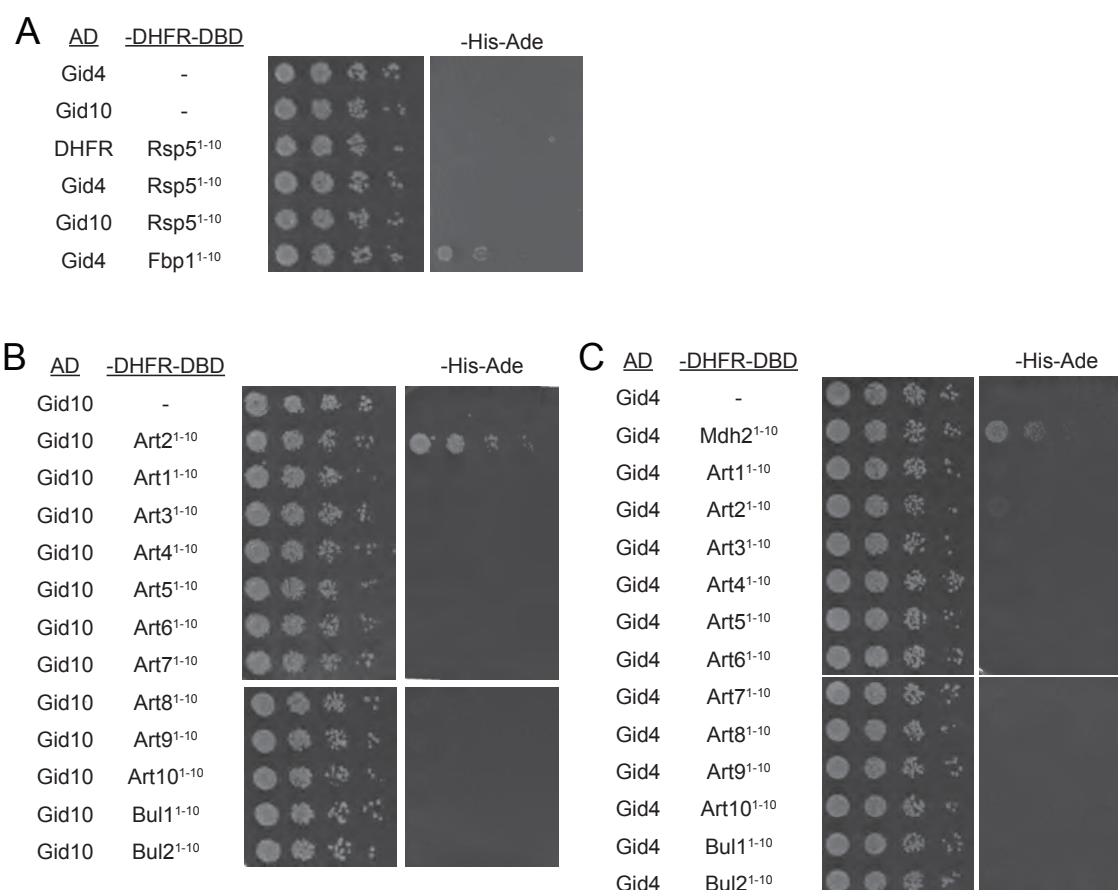 A AD -DHFR-DBD -His-Ade
Gid4 -
Gid10 -
DHFR Rsp5¹⁻¹⁰
Gid4 Rsp5¹⁻¹⁰
Gid10 Rsp5¹⁻¹⁰
Gid4 Fbp1¹⁻¹⁰
B AD -DHFR-DBD -His-Ade
Gid10 -
Gid10 Art2¹⁻¹⁰
Gid10 Art1¹⁻¹⁰
Gid10 Art3¹⁻¹⁰
Gid10 Art4¹⁻¹⁰
Gid10 Art5¹⁻¹⁰
Gid10 Art6¹⁻¹⁰
Gid10 Art7¹⁻¹⁰
Gid10 Art8¹⁻¹⁰
Gid10 Art9¹⁻¹⁰
Gid10 Art10¹⁻¹⁰
Gid10 Bul1¹⁻¹⁰
Gid10 Bul2¹⁻¹⁰
C AD -DHFR-DBD -His-Ade
Gid4 -
Gid4 Mdh2¹⁻¹⁰
Gid4 Art1¹⁻¹⁰
Gid4 Art2¹⁻¹⁰
Gid4 Art3¹⁻¹⁰
Gid4 Art4¹⁻¹⁰
Gid4 Art5¹⁻¹⁰
Gid4 Art6¹⁻¹⁰
Gid4 Art7¹⁻¹⁰
Gid4 Art8¹⁻¹⁰
Gid4 Art9¹⁻¹⁰
Gid4 Art10¹⁻¹⁰
Gid4 Bul1¹⁻¹⁰
Gid4 Bul2¹⁻¹⁰